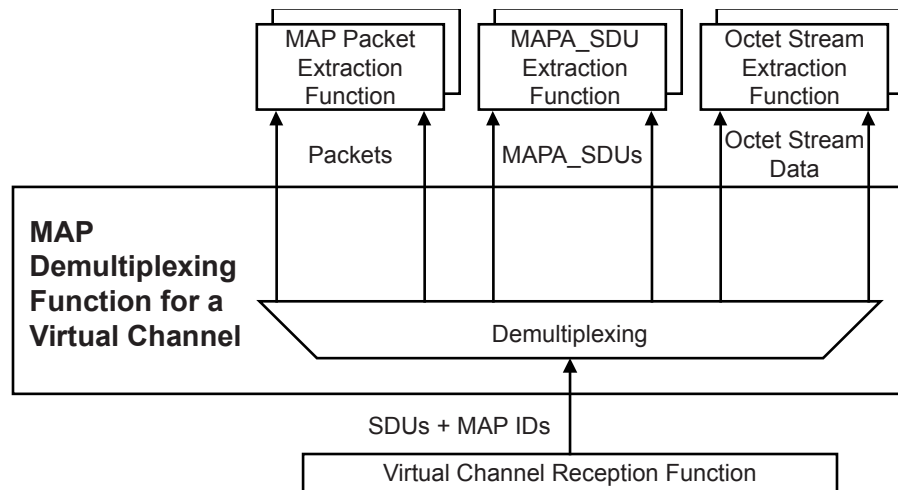 MAP Packet
Extraction
Function
MAPA_SDU
Extraction
Function
Octet Stream
Extraction
Function
Packets
MAPA_SDUs
Octet Stream
Data
MAP
Demultiplexing
Function for a
Virtual Channel
Demultiplexing
SDUs + MAP IDs
Virtual Channel Reception Function